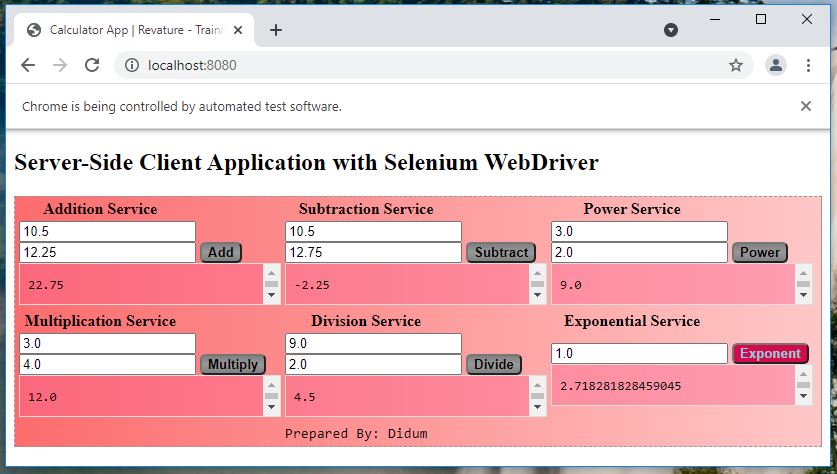 Calculator App | Revature - Traini
localhost:8080
Chrome is being controlled by automated test software.
Server-Side Client Application with Selenium WebDriver
Addition Service
10.5
12.25 Add
22.75
Subtraction Service
10.5
12.75 Subtract
-2.25
Power Service
3.0
2.0 Power
9.0
Multiplication Service
3.0
4.0 Multiply
12.0
Division Service
9.0
2.0 Divide
4.5
Exponential Service
1.0 Exponent
2.718281828459045
Prepared By: Didum